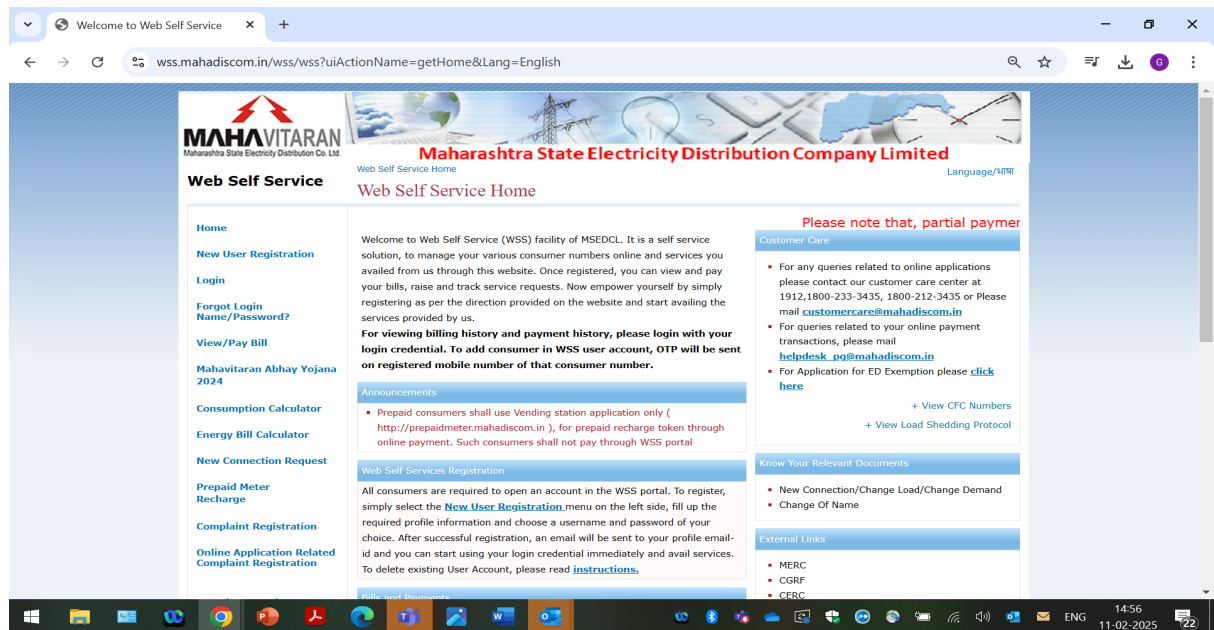 Welcome to Web Self Service
wss.mahadiscom.in/wss/wss?uiActionName=getHome&Lang=English
G
MAHAVITARAN
Maharashtra State Electricity Distribution Co. Ltd.
Maharashtra State Electricity Distribution Company Limited
Web Self Service
Web Self Service Home
Language/भाषा
Web Self Service Home
Please note that, partial paymer
Home
New User Registration
Login
Forgot Login
Name/Password?
View/Pay Bill
Mahavitaran Abhay Yojana
2024
Consumption Calculator
Energy Bill Calculator
New Connection Request
Prepaid Meter
Recharge
Complaint Registration
Online Application Related
Complaint Registration
Welcome to Web Self Service (WSS) facility of MSEDCL. It is a self service
solution, to manage your various consumer numbers online and services you
availed from us through this website. Once registered, you can view and pay
your bills, raise and track service requests. Now empower yourself by simply
registering as per the direction provided on the website and start availing the
services provided by us.
For viewing billing history and payment history, please login with your
login credential. To add consumer in WSS user account, OTP will be sent
on registered mobile number of that consumer number.
Announcements
Prepaid consumers shall use Vending station application only (
http://prepaidmeter.mahadiscom.in ), for prepaid recharge token through
online payment. Such consumers shall not pay through WSS portal
Web Self Services Registration
All consumers are required to open an account in the WSS portal. To register,
simply select the New User Registration menu on the left side, fill up the
required profile information and choose a username and password of your
choice. After successful registration, an email will be sent to your profile email-
id and you can start using your login credential immediately and avail services.
To delete existing User Account, please read instructions.
Bills and Payments
Customer Care
For any queries related to online applications
please contact our customer care center at
1912,1800-233-3435, 1800-212-3435 or Please
mail customercare@mahadiscom.in
For queries related to your online payment
transactions, please mail
helpdesk_pg@mahadiscom.in
For Application for ED Exemption please click
here
+ View CFC Numbers
+ View Load Shedding Protocol
Know Your Relevant Documents
New Connection/Change Load/Change Demand
Change Of Name
External Links
MERC
CGRF
CERC
ENG
14:56
11-02-2025
22